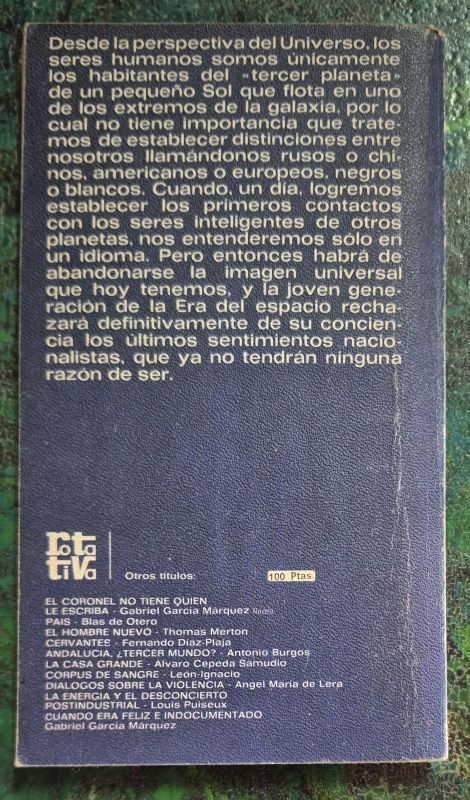 Desde la perspectiva del Universo, los
seres humanos somos únicamente
los habitantes del «tercer planeta»
de un pequeño Sol que flota en uno
de los extremos de la galaxia, por lo
cual no tiene importancia que trate-
mos de establecer distinciones entre
nosotros llamándonos rusos o chi-
nos, americanos o europeos, negros
o blancos. Cuando, un día, logremos
establecer los primeros contactos
con los seres inteligentes de otros
planetas, nos entenderemos sólo en
un idioma. Pero entonces habrá de
abandonarse la imagen universal
que hoy tenemos, y la joven gene-
ración de la Era del espacio recha-
zará definitivamente de su concien-
cia los últimos sentimientos nacio-
nalistas, que ya no tendrán ninguna
razón de ser.
rotativa
Otros títulos: 100 Ptas.
EL CORONEL NO TIENE QUIEN
LE ESCRIBA - Gabriel García Márquez (Novela)
PAIS - Blas de Otero
EL HOMBRE NUEVO - Thomas Merton
CERVANTES - Fernando Díaz-Plaja
ANDALUCIA, ¿TERCER MUNDO? - Antonio Burgos
LA CASA GRANDE - Alvaro Cepeda Samudio
CORPUS DE SANGRE - León-Ignacio
DIALOGOS SOBRE LA VIOLENCIA - Angel María de Lera
LA ENERGIA Y EL DESCONCIERTO
POSTINDUSTRIAL - Louis Puiseux
CUANDO ERA FELIZ E INDOCUMENTADO
Gabriel García Márquez